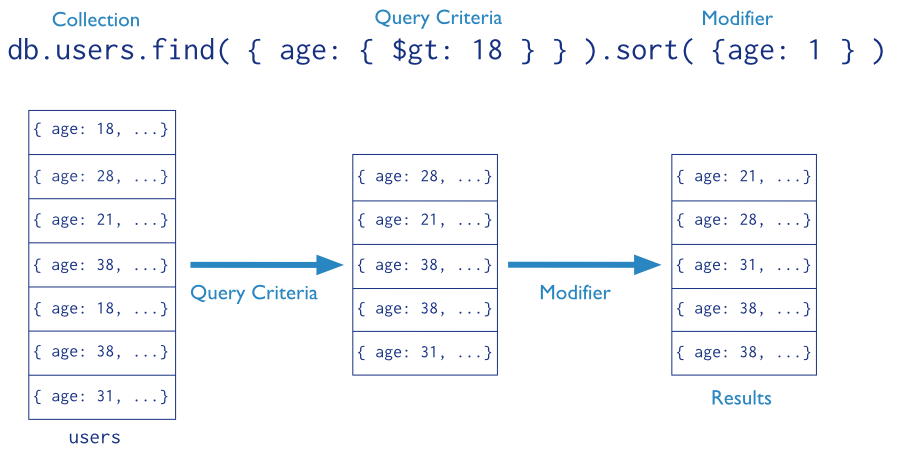 Collection Query Criteria Modifier
db.users.find( { age: { $gt: 18 } } ).sort( {age: 1 } )
{ age: 18, ...}
{ age: 28, ...}
{ age: 21, ...}
{ age: 38, ...}
{ age: 18, ...}
{ age: 38, ...}
{ age: 31, ...}
users
Query Criteria
{ age: 28, ...}
{ age: 21, ...}
{ age: 38, ...}
{ age: 38, ...}
{ age: 31, ...}
Modifier
{ age: 21, ...}
{ age: 28, ...}
{ age: 31, ...}
{ age: 38, ...}
{ age: 38, ...}
Results